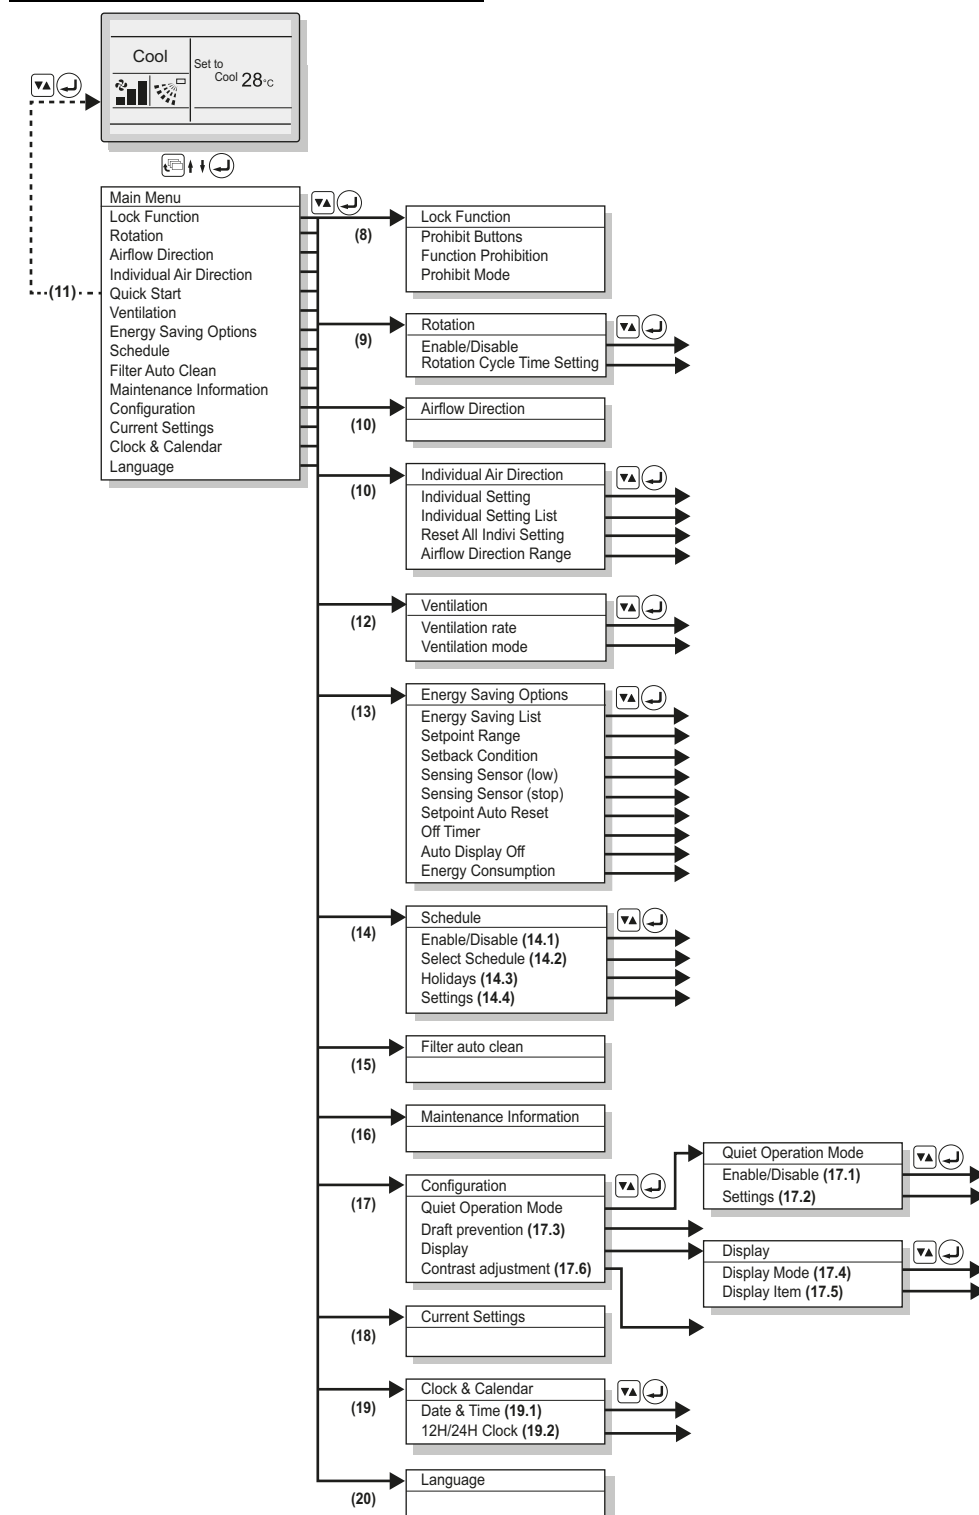 Cool
Set to
Cool 28°C
Main Menu
Lock Function
Rotation
Airflow Direction
Individual Air Direction
(11)
Quick Start
Ventilation
Energy Saving Options
Schedule
Filter Auto Clean
Maintenance Information
Configuration
Current Settings
Clock & Calendar
Language
(8)
Lock Function
Prohibit Buttons
Function Prohibition
Prohibit Mode
(9)
Rotation
Enable/Disable
Rotation Cycle Time Setting
(10)
Airflow Direction
(10)
Individual Air Direction
Individual Setting
Individual Setting List
Reset All Indivi Setting
Airflow Direction Range
(12)
Ventilation
Ventilation rate
Ventilation mode
(13)
Energy Saving Options
Energy Saving List
Setpoint Range
Setback Condition
Sensing Sensor (low)
Sensing Sensor (stop)
Setpoint Auto Reset
Off Timer
Auto Display Off
Energy Consumption
(14)
Schedule
Enable/Disable (14.1)
Select Schedule (14.2)
Holidays (14.3)
Settings (14.4)
(15)
Filter auto clean
(16)
Maintenance Information
(17)
Configuration
Quiet Operation Mode
Draft prevention (17.3)
Display
Contrast adjustment (17.6)
Quiet Operation Mode
Enable/Disable (17.1)
Settings (17.2)
Display
Display Mode (17.4)
Display Item (17.5)
(18)
Current Settings
(19)
Clock & Calendar
Date & Time (19.1)
12H/24H Clock (19.2)
(20)
Language